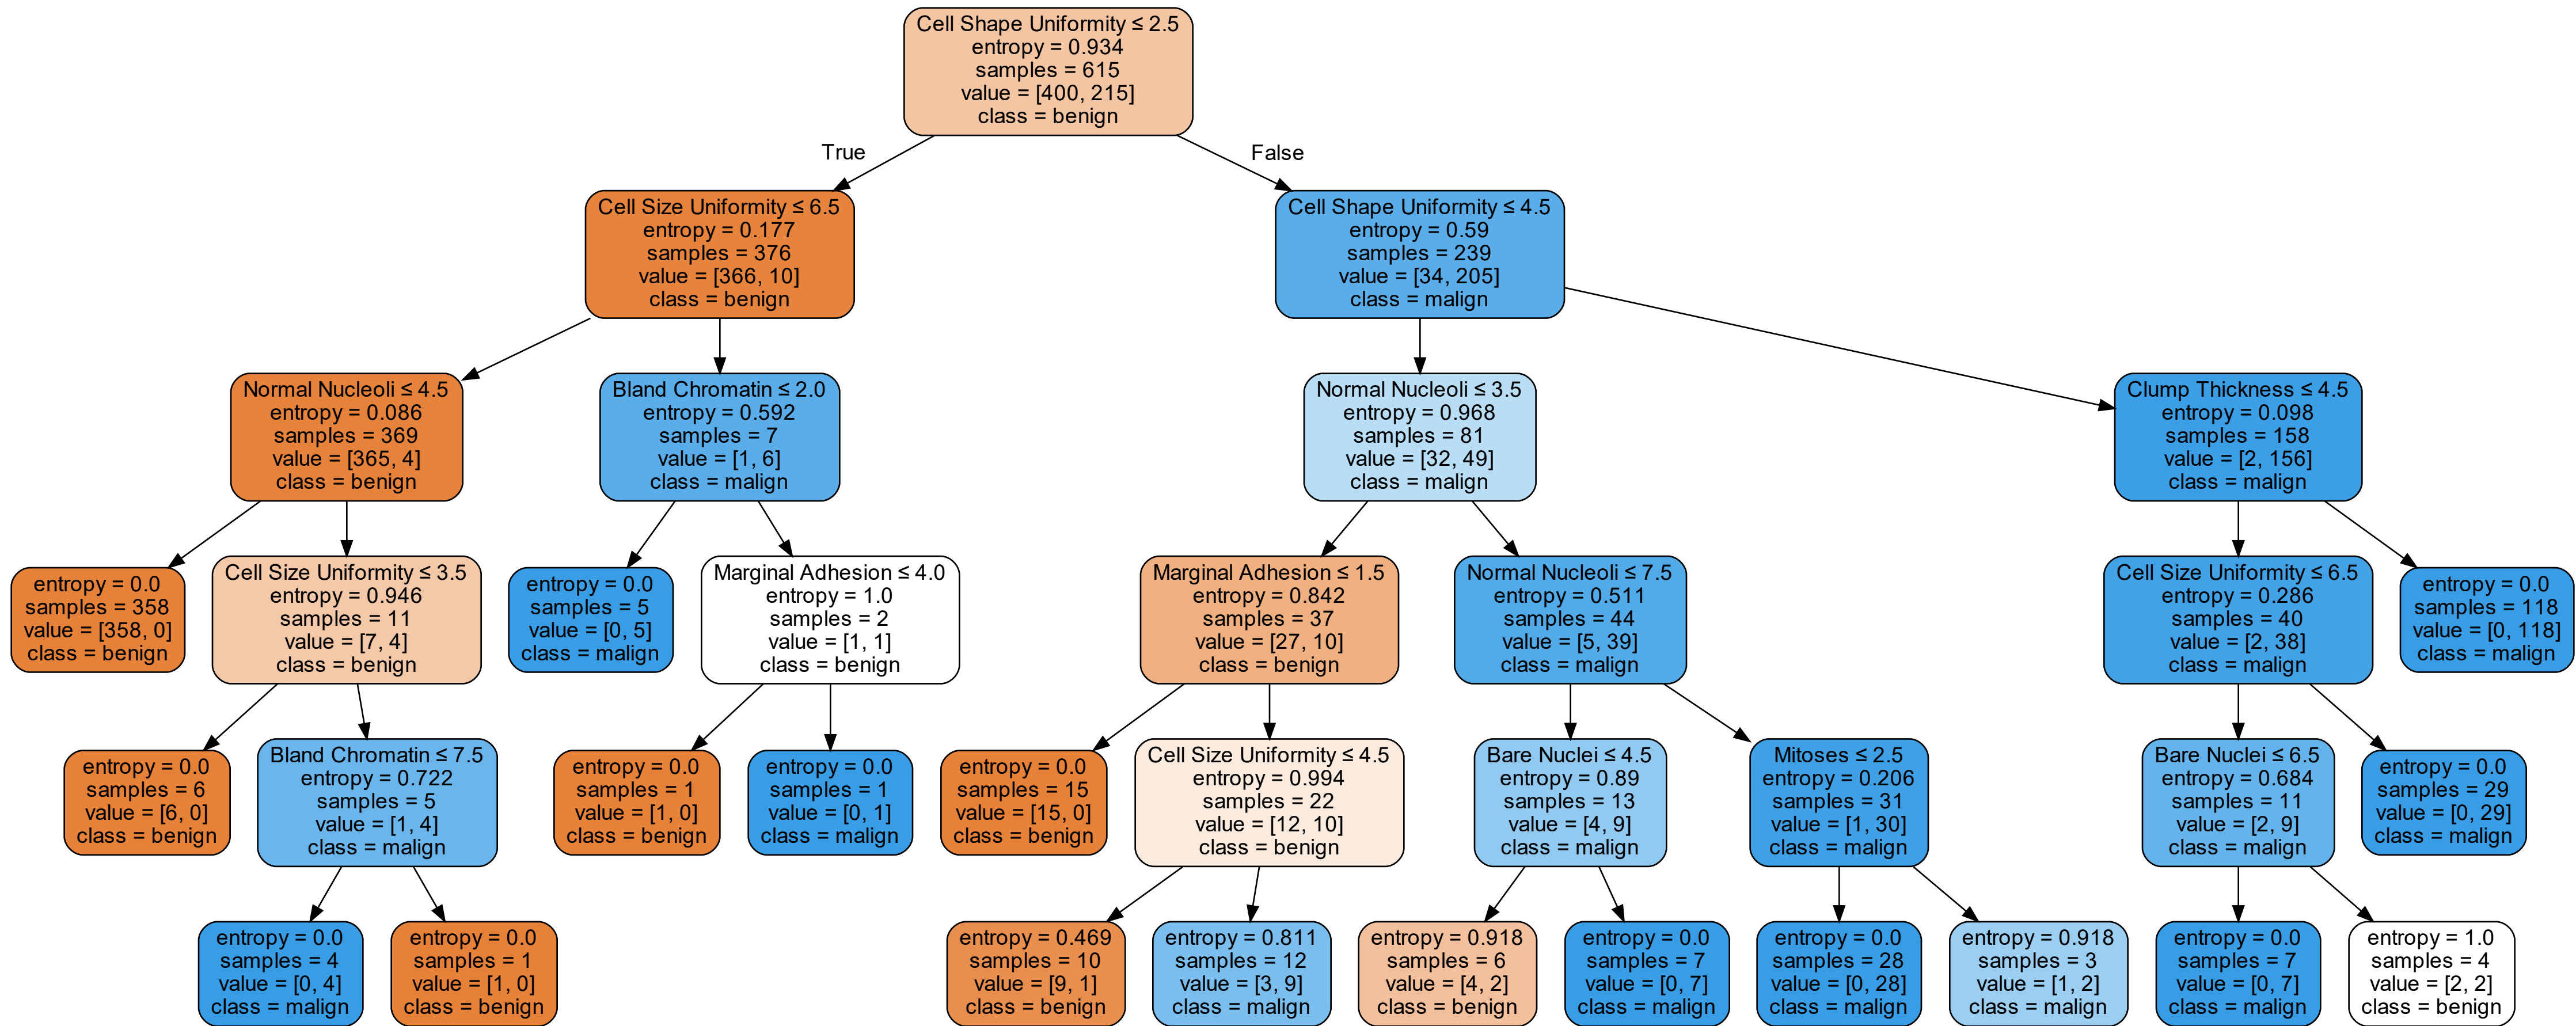 Cell Shape Uniformity ≤ 2.5
entropy = 0.934
samples = 615
value = [400, 215]
class = benign
True
False
Cell Size Uniformity ≤ 6.5
entropy = 0.177
samples = 376
value = [366, 10]
class = benign
Cell Shape Uniformity ≤ 4.5
entropy = 0.59
samples = 239
value = [34, 205]
class = malign
Normal Nucleoli ≤ 4.5
entropy = 0.086
samples = 369
value = [365, 4]
class = benign
Bland Chromatin ≤ 2.0
entropy = 0.592
samples = 7
value = [1, 6]
class = malign
Normal Nucleoli ≤ 3.5
entropy = 0.968
samples = 81
value = [32, 49]
class = malign
Clump Thickness ≤ 4.5
entropy = 0.098
samples = 158
value = [2, 156]
class = malign
entropy = 0.0
samples = 358
value = [358, 0]
class = benign
Cell Size Uniformity ≤ 3.5
entropy = 0.946
samples = 11
value = [7, 4]
class = benign
entropy = 0.0
samples = 5
value = [0, 5]
class = malign
Marginal Adhesion ≤ 4.0
entropy = 1.0
samples = 2
value = [1, 1]
class = benign
Marginal Adhesion ≤ 1.5
entropy = 0.842
samples = 37
value = [27, 10]
class = benign
Normal Nucleoli ≤ 7.5
entropy = 0.511
samples = 44
value = [5, 39]
class = malign
Cell Size Uniformity ≤ 6.5
entropy = 0.286
samples = 40
value = [2, 38]
class = malign
entropy = 0.0
samples = 118
value = [0, 118]
class = malign
entropy = 0.0
samples = 6
value = [6, 0]
class = benign
Bland Chromatin ≤ 7.5
entropy = 0.722
samples = 5
value = [1, 4]
class = malign
entropy = 0.0
samples = 1
value = [1, 0]
class = benign
entropy = 0.0
samples = 1
value = [0, 1]
class = malign
entropy = 0.0
samples = 15
value = [15, 0]
class = benign
Cell Size Uniformity ≤ 4.5
entropy = 0.994
samples = 22
value = [12, 10]
class = benign
Bare Nuclei ≤ 4.5
entropy = 0.89
samples = 13
value = [4, 9]
class = malign
Mitoses ≤ 2.5
entropy = 0.206
samples = 31
value = [1, 30]
class = malign
Bare Nuclei ≤ 6.5
entropy = 0.684
samples = 11
value = [2, 9]
class = malign
entropy = 0.0
samples = 29
value = [0, 29]
class = malign
entropy = 0.0
samples = 4
value = [0, 4]
class = malign
entropy = 0.0
samples = 1
value = [1, 0]
class = benign
entropy = 0.469
samples = 10
value = [9, 1]
class = benign
entropy = 0.811
samples = 12
value = [3, 9]
class = malign
entropy = 0.918
samples = 6
value = [4, 2]
class = benign
entropy = 0.0
samples = 7
value = [0, 7]
class = malign
entropy = 0.0
samples = 28
value = [0, 28]
class = malign
entropy = 0.918
samples = 3
value = [1, 2]
class = malign
entropy = 0.0
samples = 7
value = [0, 7]
class = malign
entropy = 1.0
samples = 4
value = [2, 2]
class = benign